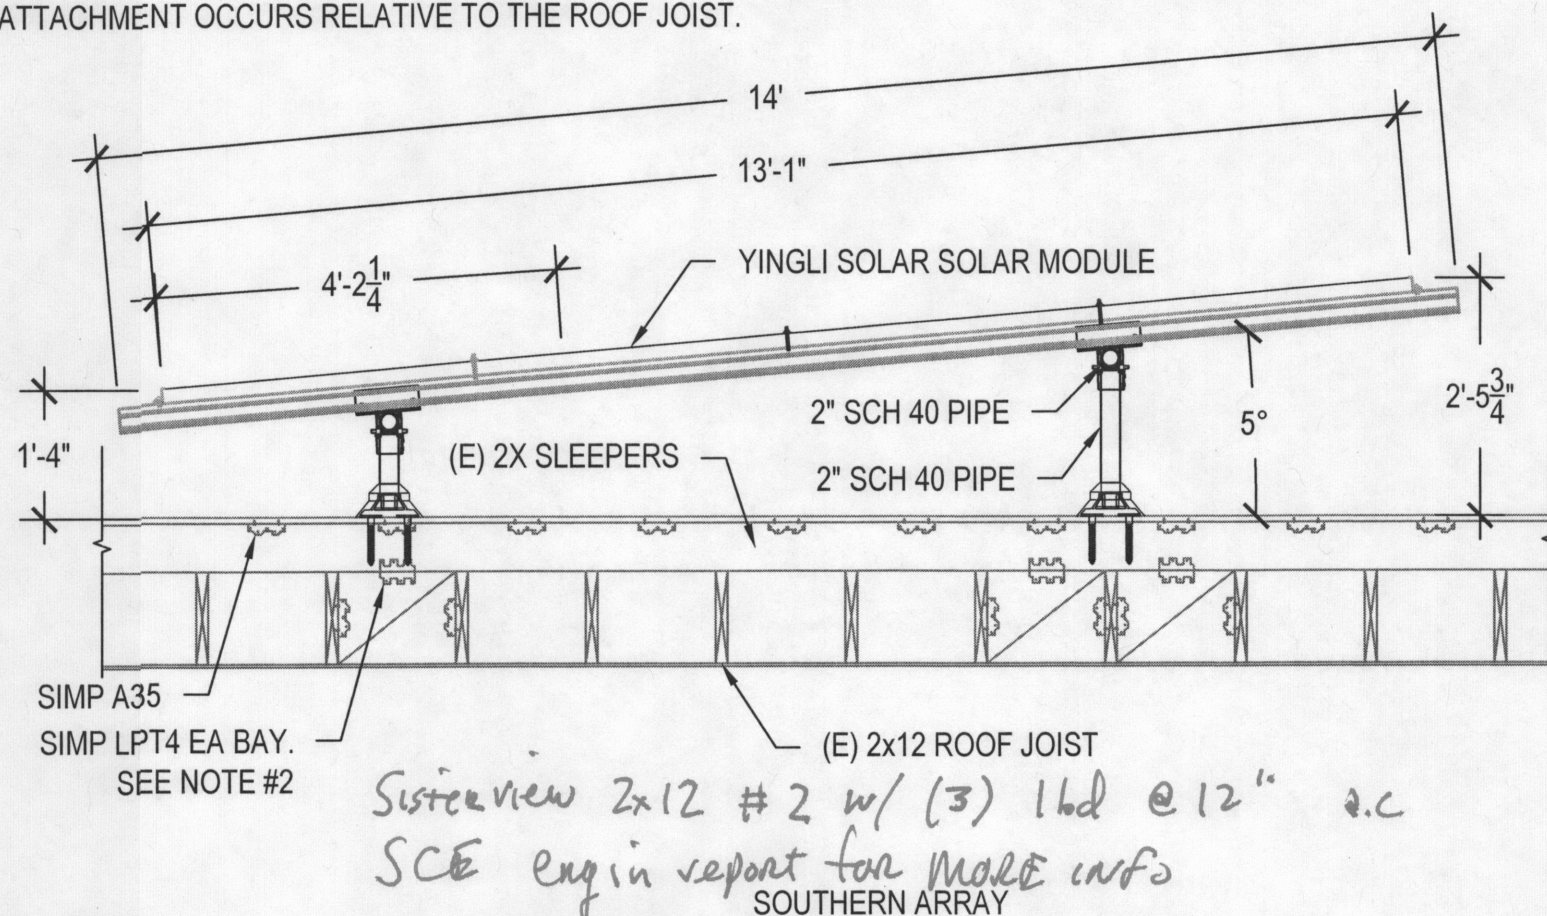 ATTACHMENT OCCURS RELATIVE TO THE ROOF JOIST.
14'
13'-1"
4'-2 1/4"
YINGLI SOLAR SOLAR MODULE
2" SCH 40 PIPE
5°
2'-5 3/4"
1'-4"
(E) 2X SLEEPERS
2" SCH 40 PIPE
SIMP A35
SIMP LPT4 EA BAY.
SEE NOTE #2
(E) 2x12 ROOF JOIST
2x12 #2 w/ (3) 16d @ 12" o.c
engin report for MORE info
SOUTHERN ARRAY